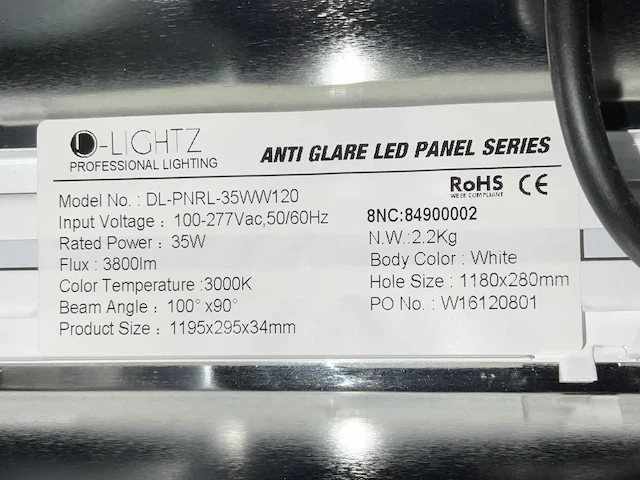 D-LIGHTZ
PROFESSIONAL LIGHTING
ANTI GLARE LED PANEL SERIES
RoHS CE
WEEE COMPLIANT
Model No. : DL-PNRL-35WW120
Input Voltage : 100-277Vac,50/60Hz
Rated Power : 35W
Flux : 3800lm
Color Temperature :3000K
Beam Angle : 100° x90°
Product Size : 1195x295x34mm
8NC:84900002
N.W.:2.2Kg
Body Color : White
Hole Size : 1180x280mm
PO No. : W16120801